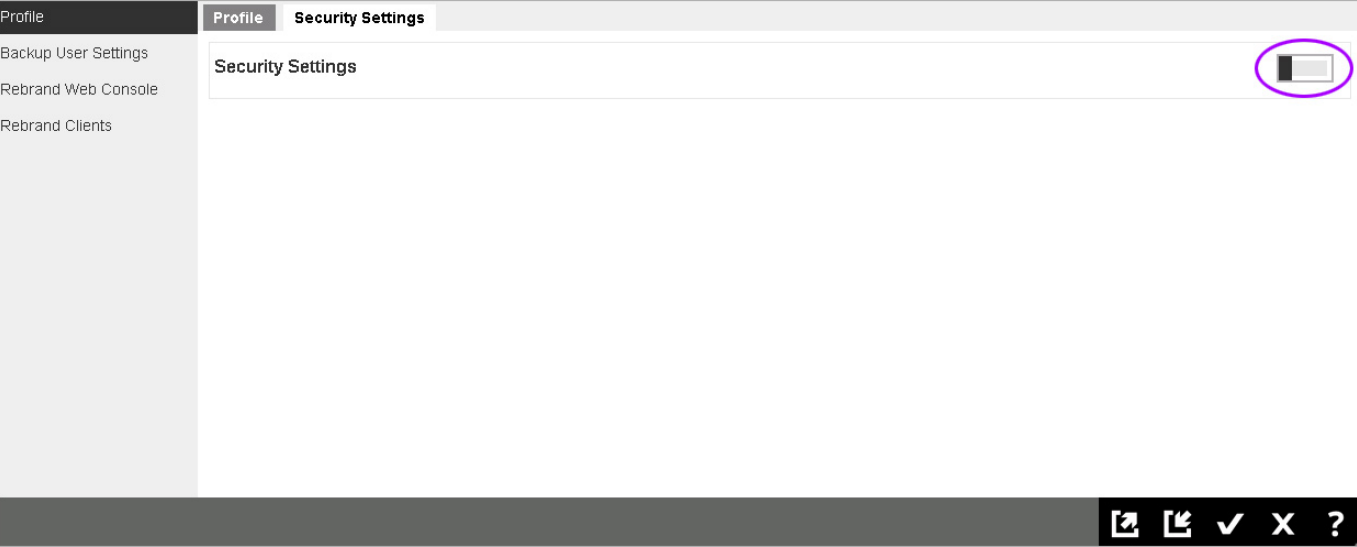 Profile
Backup User Settings
Rebrand Web Console
Rebrand Clients
Profile Security Settings
Security Settings
?